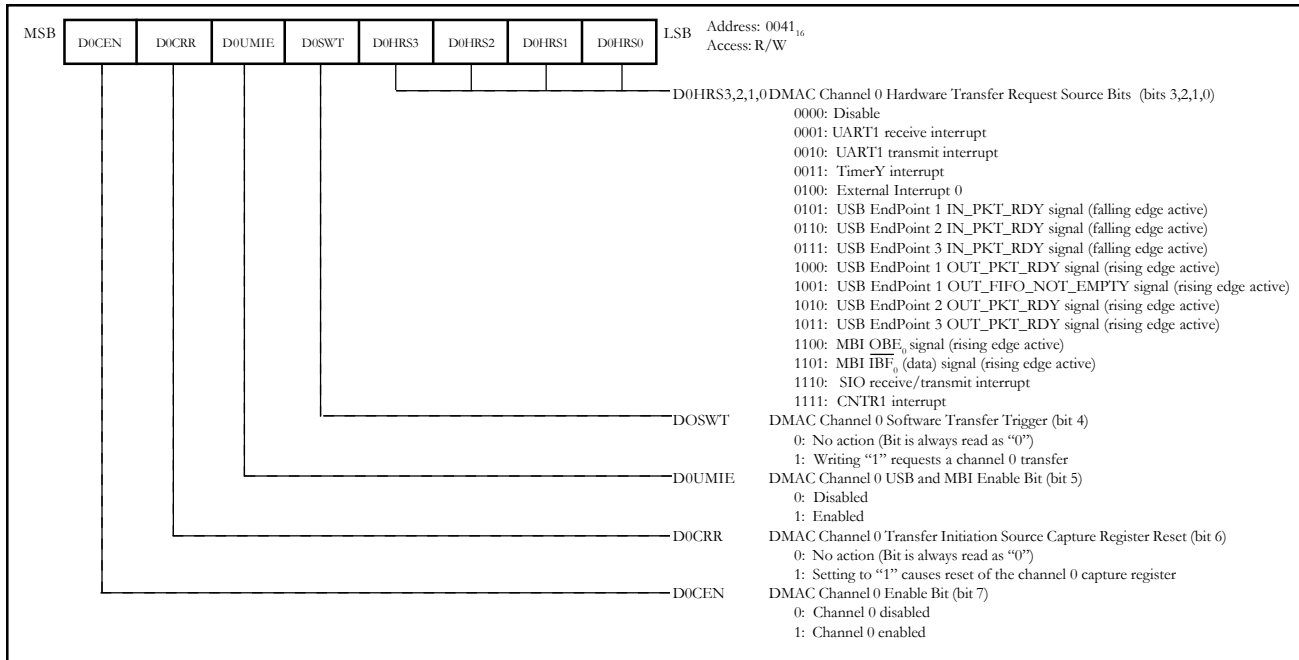 MSB D0CEN D0CRR D0UMIE D0SWT D0HRS3 D0HRS2 D0HRS1 D0HRS0 LSB Address: 0041₁₆
Access: R/W
D0HRS3,2,1,0 DMAC Channel 0 Hardware Transfer Request Source Bits (bits 3,2,1,0)
0000: Disable
0001: UART1 receive interrupt
0010: UART1 transmit interrupt
0011: TimerY interrupt
0100: External Interrupt 0
0101: USB EndPoint 1 IN_PKT_RDY signal (falling edge active)
0110: USB EndPoint 2 IN_PKT_RDY signal (falling edge active)
0111: USB EndPoint 3 IN_PKT_RDY signal (falling edge active)
1000: USB EndPoint 1 OUT_PKT_RDY signal (rising edge active)
1001: USB EndPoint 1 OUT_FIFO_NOT_EMPTY signal (rising edge active)
1010: USB EndPoint 2 OUT_PKT_RDY signal (rising edge active)
1011: USB EndPoint 3 OUT_PKT_RDY signal (rising edge active)
1100: MBI OBE₀ signal (rising edge active)
1101: MBI I̅B̅F̅₀ (data) signal (rising edge active)
1110: SIO receive/transmit interrupt
1111: CNTR1 interrupt
DOSWT DMAC Channel 0 Software Transfer Trigger (bit 4)
0: No action (Bit is always read as “0”)
1: Writing “1” requests a channel 0 transfer
D0UMIE DMAC Channel 0 USB and MBI Enable Bit (bit 5)
0: Disabled
1: Enabled
D0CRR DMAC Channel 0 Transfer Initiation Source Capture Register Reset (bit 6)
0: No action (Bit is always read as “0”)
1: Setting to “1” causes reset of the channel 0 capture register
D0CEN DMAC Channel 0 Enable Bit (bit 7)
0: Channel 0 disabled
1: Channel 0 enabled